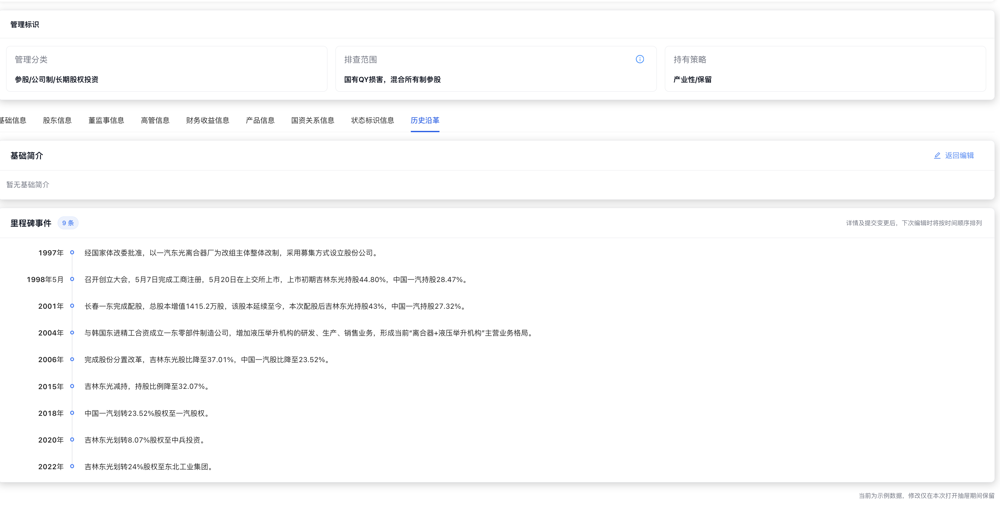 管理标识
管理分类
参股/公司制/长期股权投资
排查范围
国有QY损害，混合所有制参股
持有策略
产业性/保留
基础信息 股东信息 董监事信息 高管信息 财务收益信息 产品信息 国资关系信息 状态标识信息 历史沿革
基础简介
返回编辑
暂无基础简介
里程碑事件 9 条
详情及提交变更后，下次编辑时将按时间顺序排列
1997年 经国家体改委批准，以一汽东光离合器厂为改组主体整体改制，采用募集方式设立股份公司。
1998年5月 召开创立大会，5月7日完成工商注册，5月20日在上交所上市，上市初期吉林东光持股44.80%，中国一汽持股28.47%。
2001年 长春一东完成配股，总股本增值1415.2万股，该股本延续至今，本次配股后吉林东光持股43%，中国一汽持股27.32%。
2004年 与韩国东进精工合资成立一东零部件制造公司，增加液压举升机构的研发、生产、销售业务，形成当前“离合器+液压举升机构”主营业务格局。
2006年 完成股份分置改革，吉林东光股比降至37.01%，中国一汽股比降至23.52%。
2015年 吉林东光减持，持股比例降至32.07%。
2018年 中国一汽划转23.52%股权至一汽股权。
2020年 吉林东光划转8.07%股权至中兵投资。
2022年 吉林东光划转24%股权至东北工业集团。
当前为示例数据，修改仅在本次打开抽屉期间保留